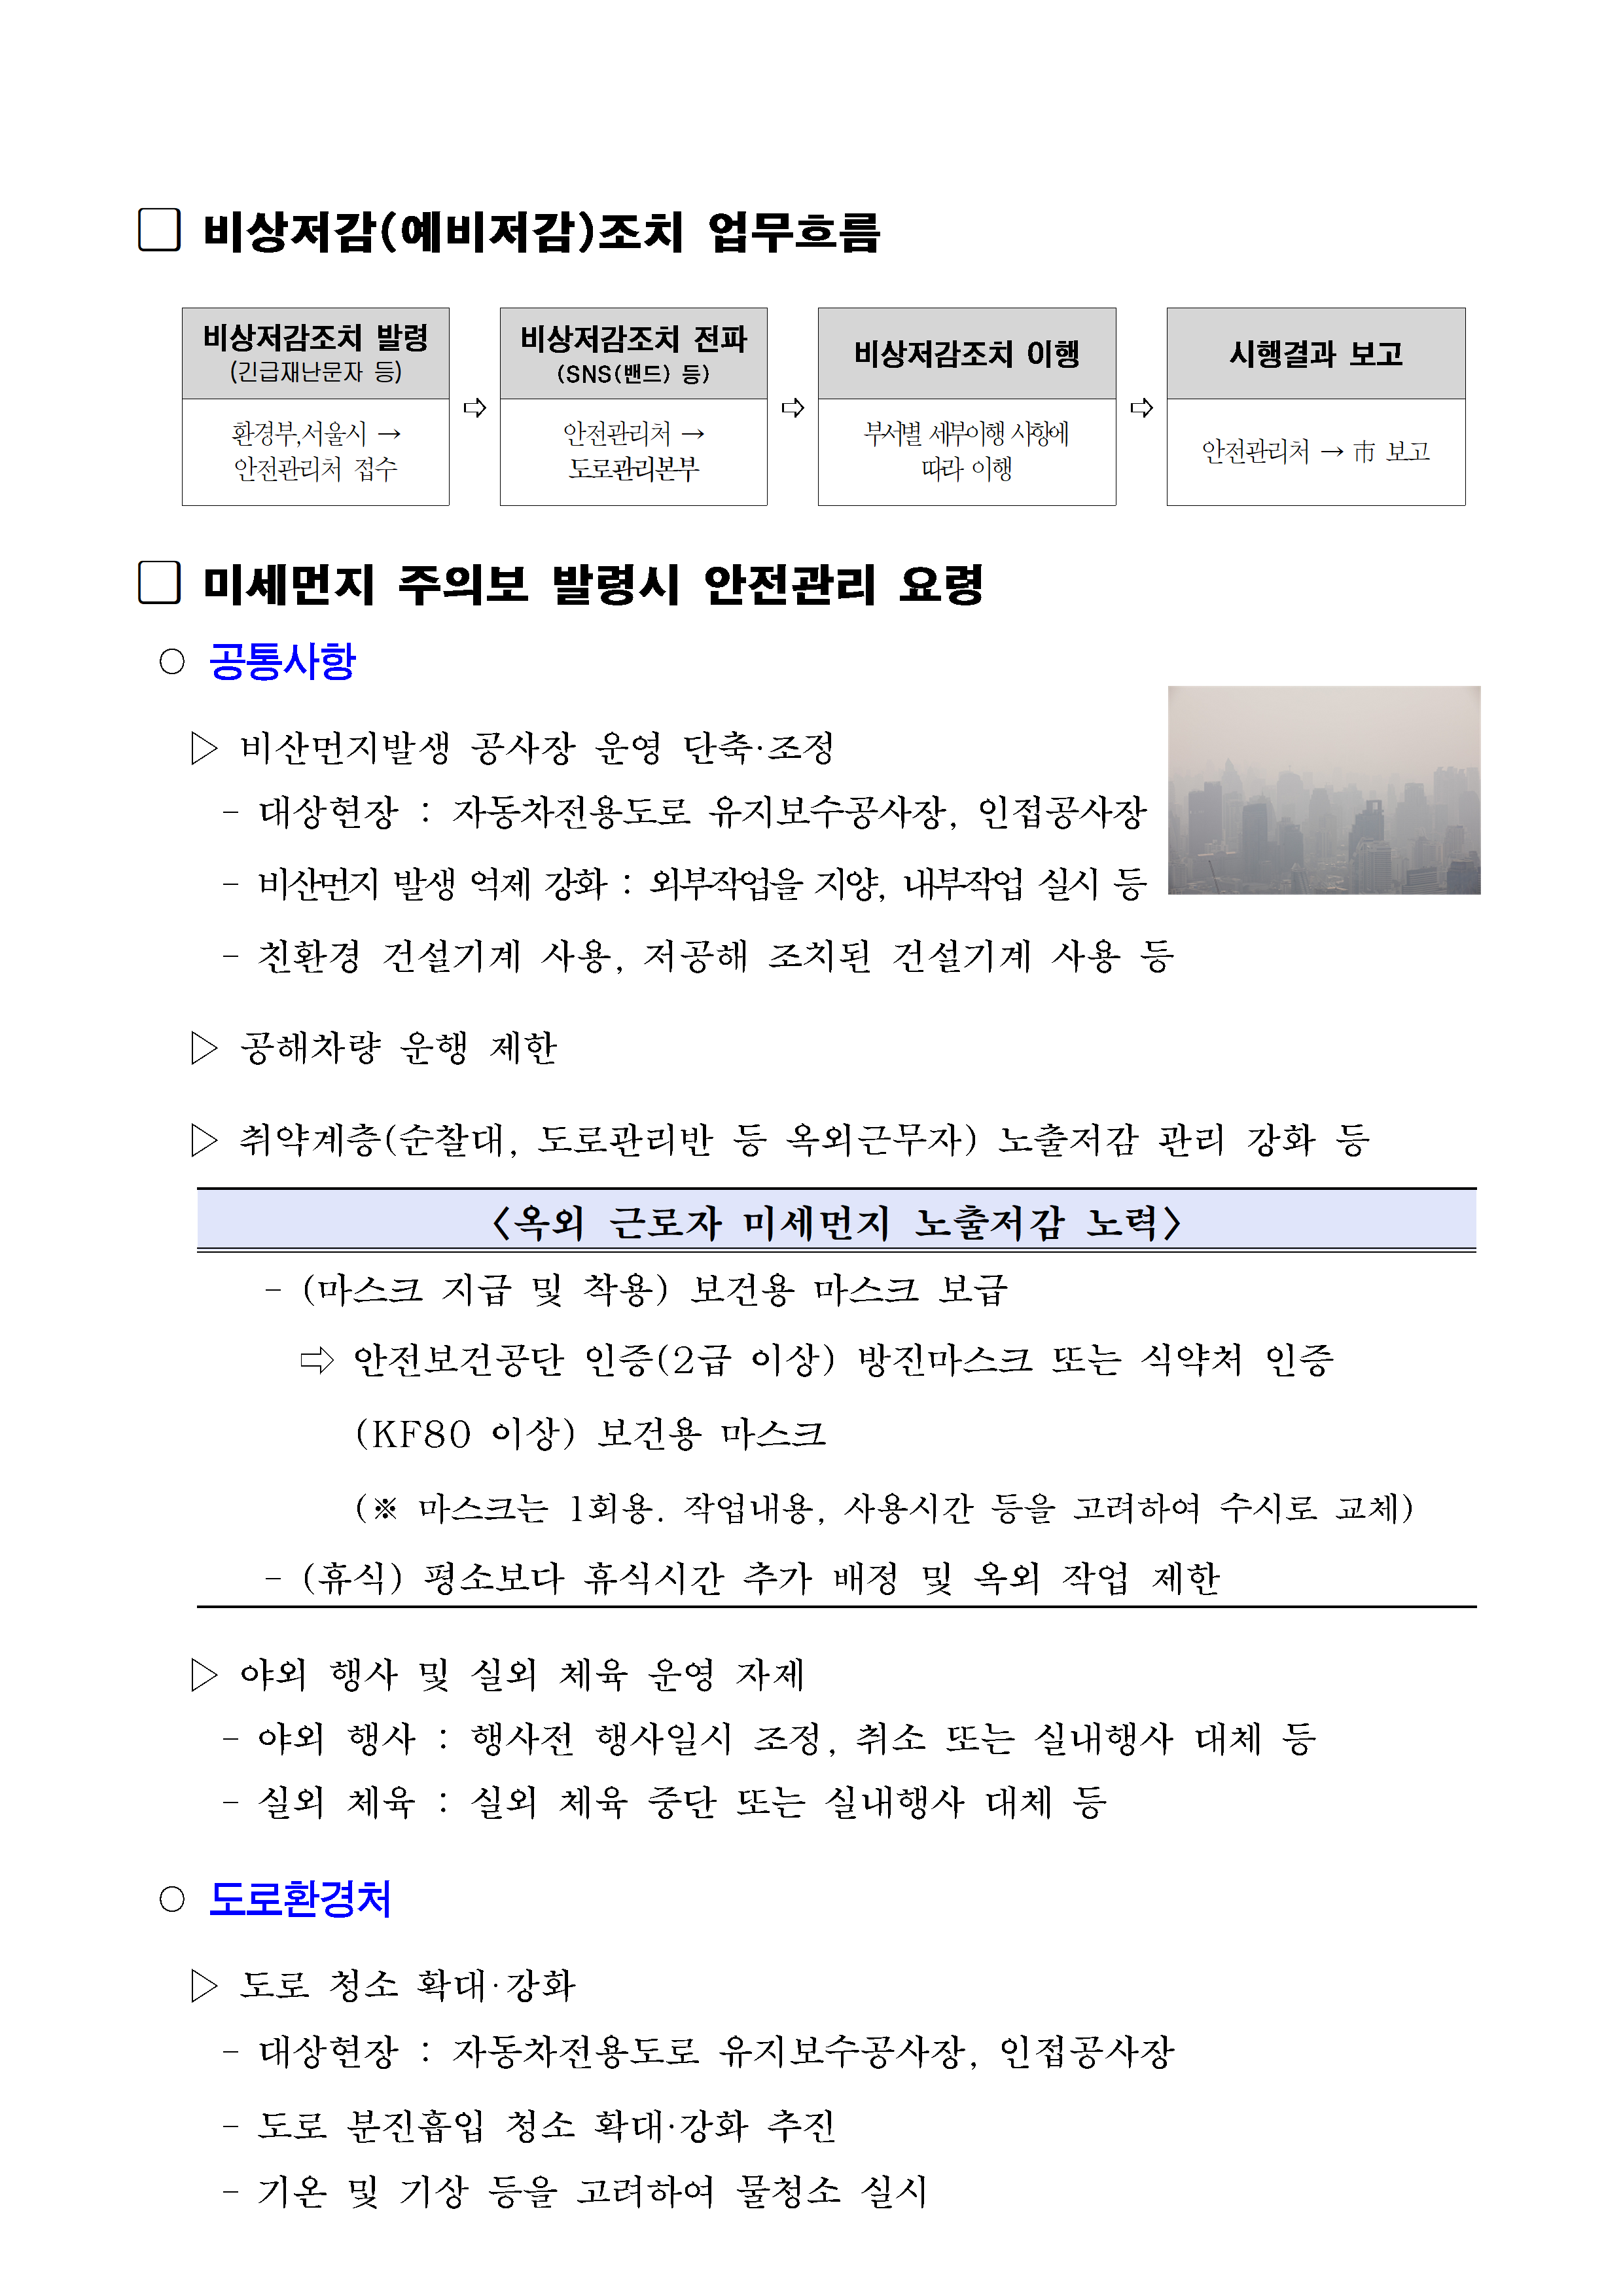 □ 비상저감(예비저감)조치 업무흐름
비상저감조치 발령
(긴급재난문자 등)
환경부,서울시 →
안전관리처 접수
⇨
비상저감조치 전파
(SNS(밴드) 등)
안전관리처 →
도로관리본부
⇨
비상저감조치 이행
부서별 세부이행 사항에
따라 이행
⇨
시행결과 보고
안전관리처 → 市 보고
□ 미세먼지 주의보 발령시 안전관리 요령
○ 공통사항
▷ 비산먼지발생 공사장 운영 단축·조정
- 대상현장 : 자동차전용도로 유지보수공사장, 인접공사장
- 비산먼지 발생 억제 강화 : 외부작업을 지양, 내부작업 실시 등
- 친환경 건설기계 사용, 저공해 조치된 건설기계 사용 등
▷ 공해차량 운행 제한
▷ 취약계층(순찰대, 도로관리반 등 옥외근무자) 노출저감 관리 강화 등
<옥외 근로자 미세먼지 노출저감 노력>
- (마스크 지급 및 착용) 보건용 마스크 보급
⇨ 안전보건공단 인증(2급 이상) 방진마스크 또는 식약처 인증
(KF80 이상) 보건용 마스크
(※ 마스크는 1회용. 작업내용, 사용시간 등을 고려하여 수시로 교체)
- (휴식) 평소보다 휴식시간 추가 배정 및 옥외 작업 제한
▷ 야외 행사 및 실외 체육 운영 자제
- 야외 행사 : 행사전 행사일시 조정, 취소 또는 실내행사 대체 등
- 실외 체육 : 실외 체육 중단 또는 실내행사 대체 등
○ 도로환경처
▷ 도로 청소 확대·강화
- 대상현장 : 자동차전용도로 유지보수공사장, 인접공사장
- 도로 분진흡입 청소 확대·강화 추진
- 기온 및 기상 등을 고려하여 물청소 실시